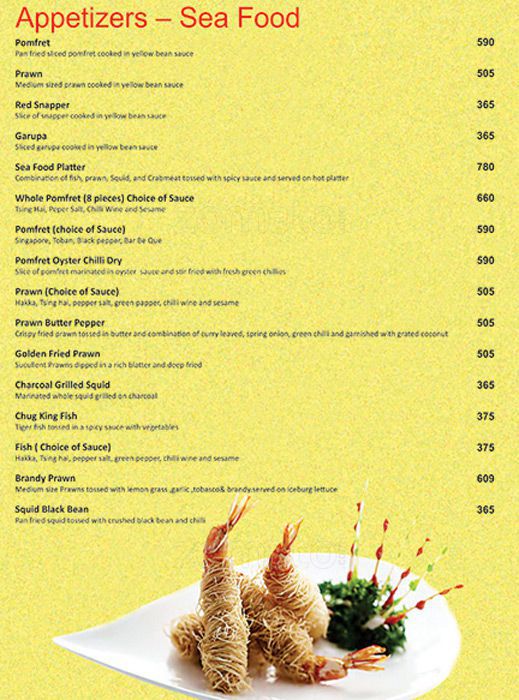 Appetizers – Sea Food
Pomfret 590
Pan fried sliced pomfret cooked in yellow bean sauce
Prawn 505
Medium sized prawn cooked in yellow bean sauce
Red Snapper 365
Slice of snapper cooked in yellow bean sauce
Garupa 365
Sliced garupa cooked in yellow bean sauce
Sea Food Platter 780
Combination of fish, prawn, Squid, and Crabmeat tossed with spicy sauce and served on hot platter
Whole Pomfret (8 pieces) Choice of Sauce 660
Tsing Hai, Peper Salt, Chilli Wine and Sesame
Pomfret (choice of Sauce) 590
Singapore, Toban, Black pepper, Bar Be Que
Pomfret Oyster Chilli Dry 590
Slice of pomfret marinated in oyster sauce and stir fried with fresh green chillies
Prawn (Choice of Sauce) 505
Hakka, Tsing hai, pepper salt, green papper, chilli wine and sesame
Prawn Butter Pepper 505
Crispy fried prawn tossed in butter and combination of curry leaved, spring onion, green chilli and garnished with grated coconut
Golden Fried Prawn 505
Succulent Prawns dipped in a rich blatter and deep fried
Charcoal Grilled Squid 365
Marinated whole squid grilled on charcoal
Chug King Fish 375
Tiger fish tossed in a spicy sauce with vegetables
Fish ( Choice of Sauce) 375
Hakka, Tsing hai, pepper salt, green pepper, chilli wine and sesame
Brandy Prawn 609
Medium size Prawns tossed with lemon grass ,garlic ,tobasco& brandy,served on iceburg lettuce
Squid Black Bean 365
Pan fried squid tossed with crushed black bean and chilli